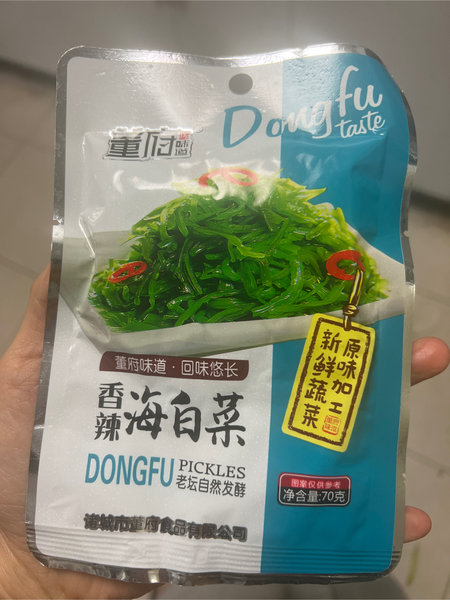 Dongfu
taste
董府味道
董府味道·回味悠长
原味加工
新鲜蔬菜
香辣海白菜
DONGFU PICKLES
老坛自然发酵
图案仅供参考
净含量:70克
诸城市董府食品有限公司